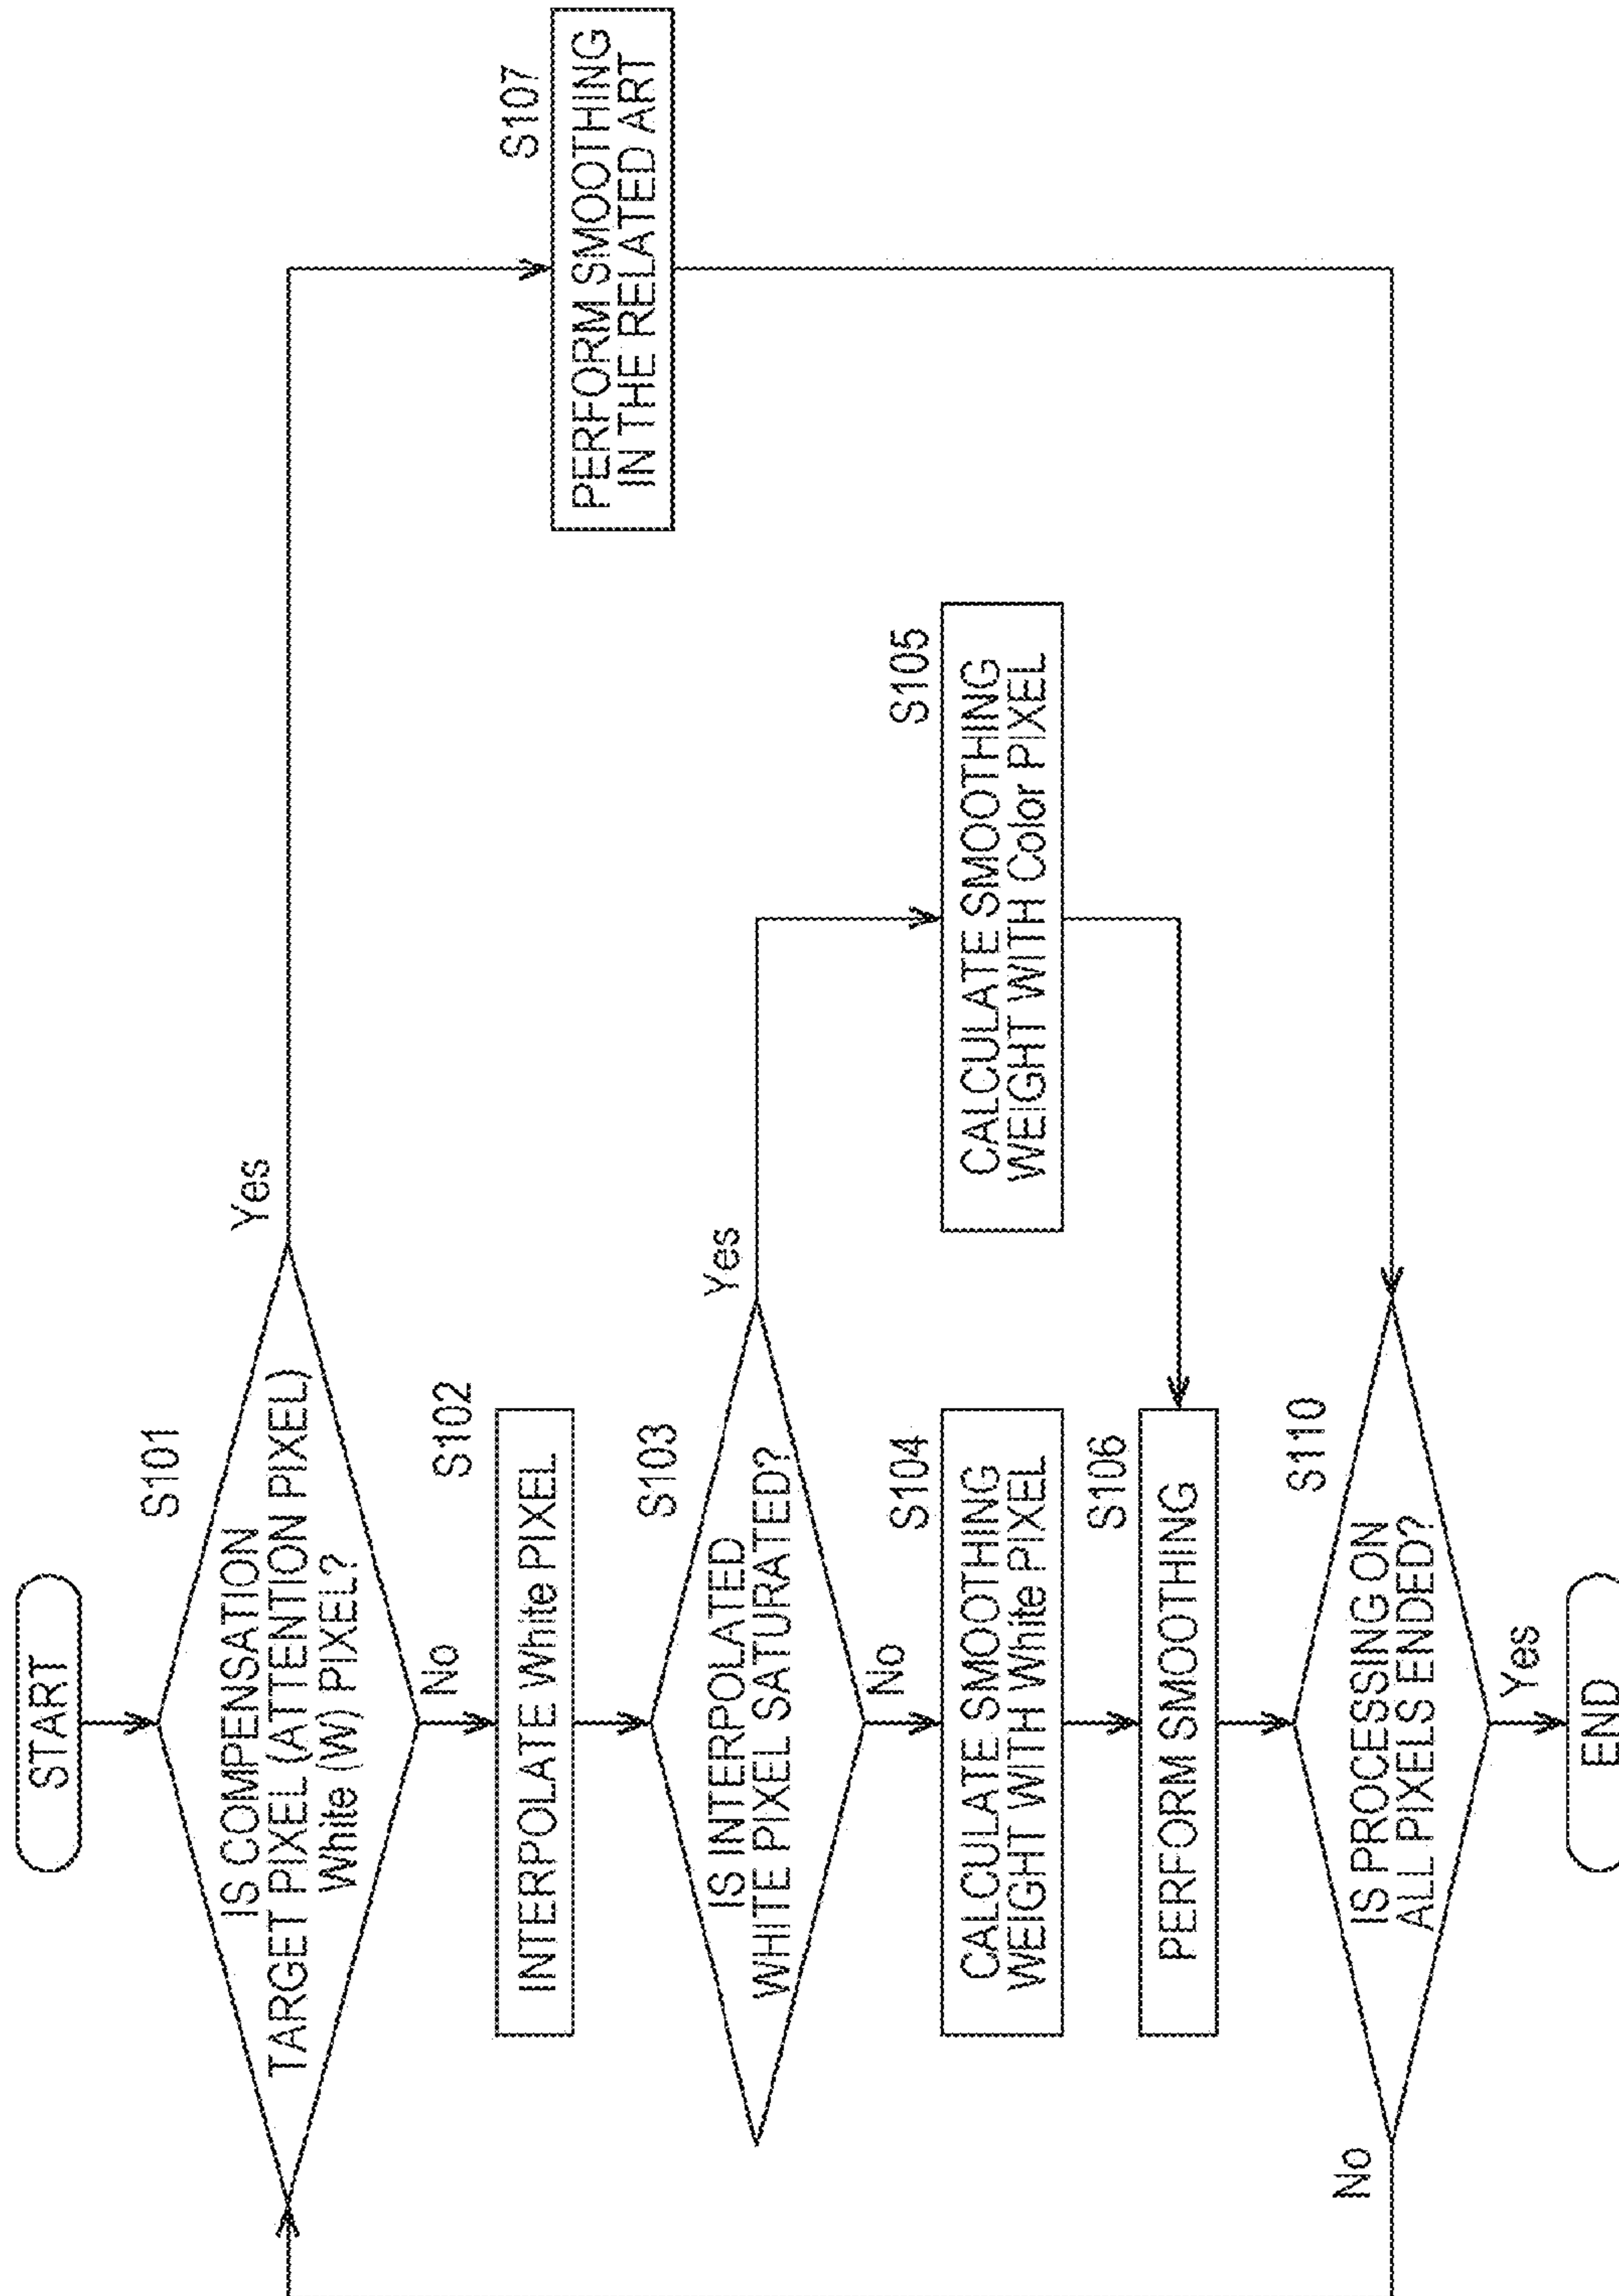 START
S101
IS COMPENSATION
TARGET PIXEL (ATTENTION PIXEL)
White (W) PIXEL?
Yes
No
S102
INTERPOLATE White PIXEL
S103
IS INTERPOLATED
WHITE PIXEL SATURATED?
Yes
No
S104
CALCULATE SMOOTHING
WEIGHT WITH White PIXEL
S105
CALCULATE SMOOTHING
WEIGHT WITH Color PIXEL
S106
PERFORM SMOOTHING
S107
PERFORM SMOOTHING
IN THE RELATED ART
S110
IS PROCESSING ON
ALL PIXELS ENDED?
No
Yes
END